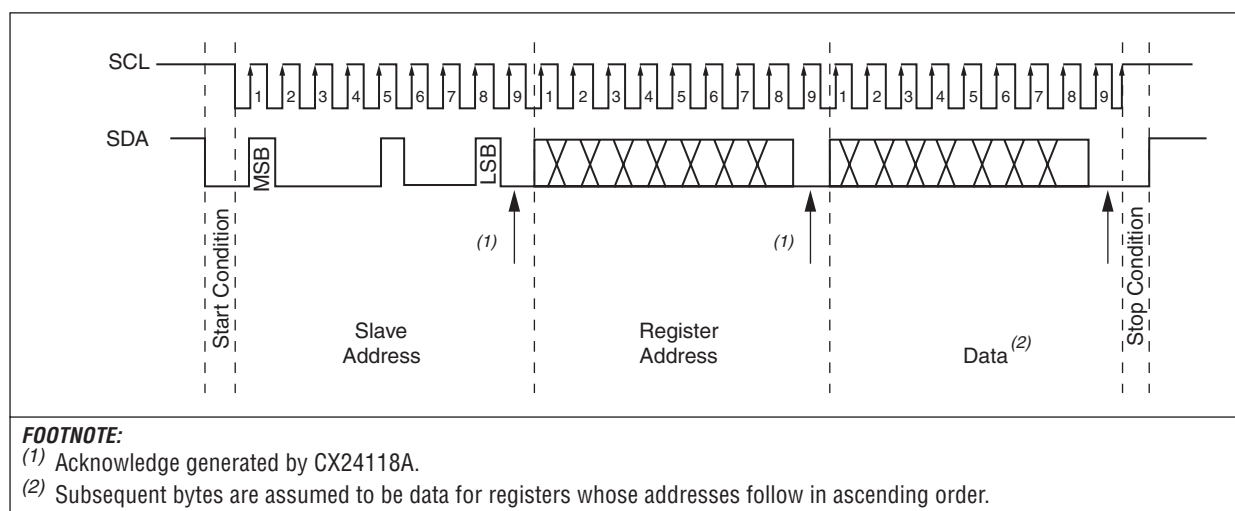 SCL
1 2 3 4 5 6 7 8 9 1 2 3 4 5 6 7 8 9 1 2 3 4 5 6 7 8 9
SDA
MSB
LSB
(1)
(1)
Start Condition
Slave
Address
Register
Address
Data (2)
Stop Condition
FOOTNOTE:
(1) Acknowledge generated by CX24118A.
(2) Subsequent bytes are assumed to be data for registers whose addresses follow in ascending order.